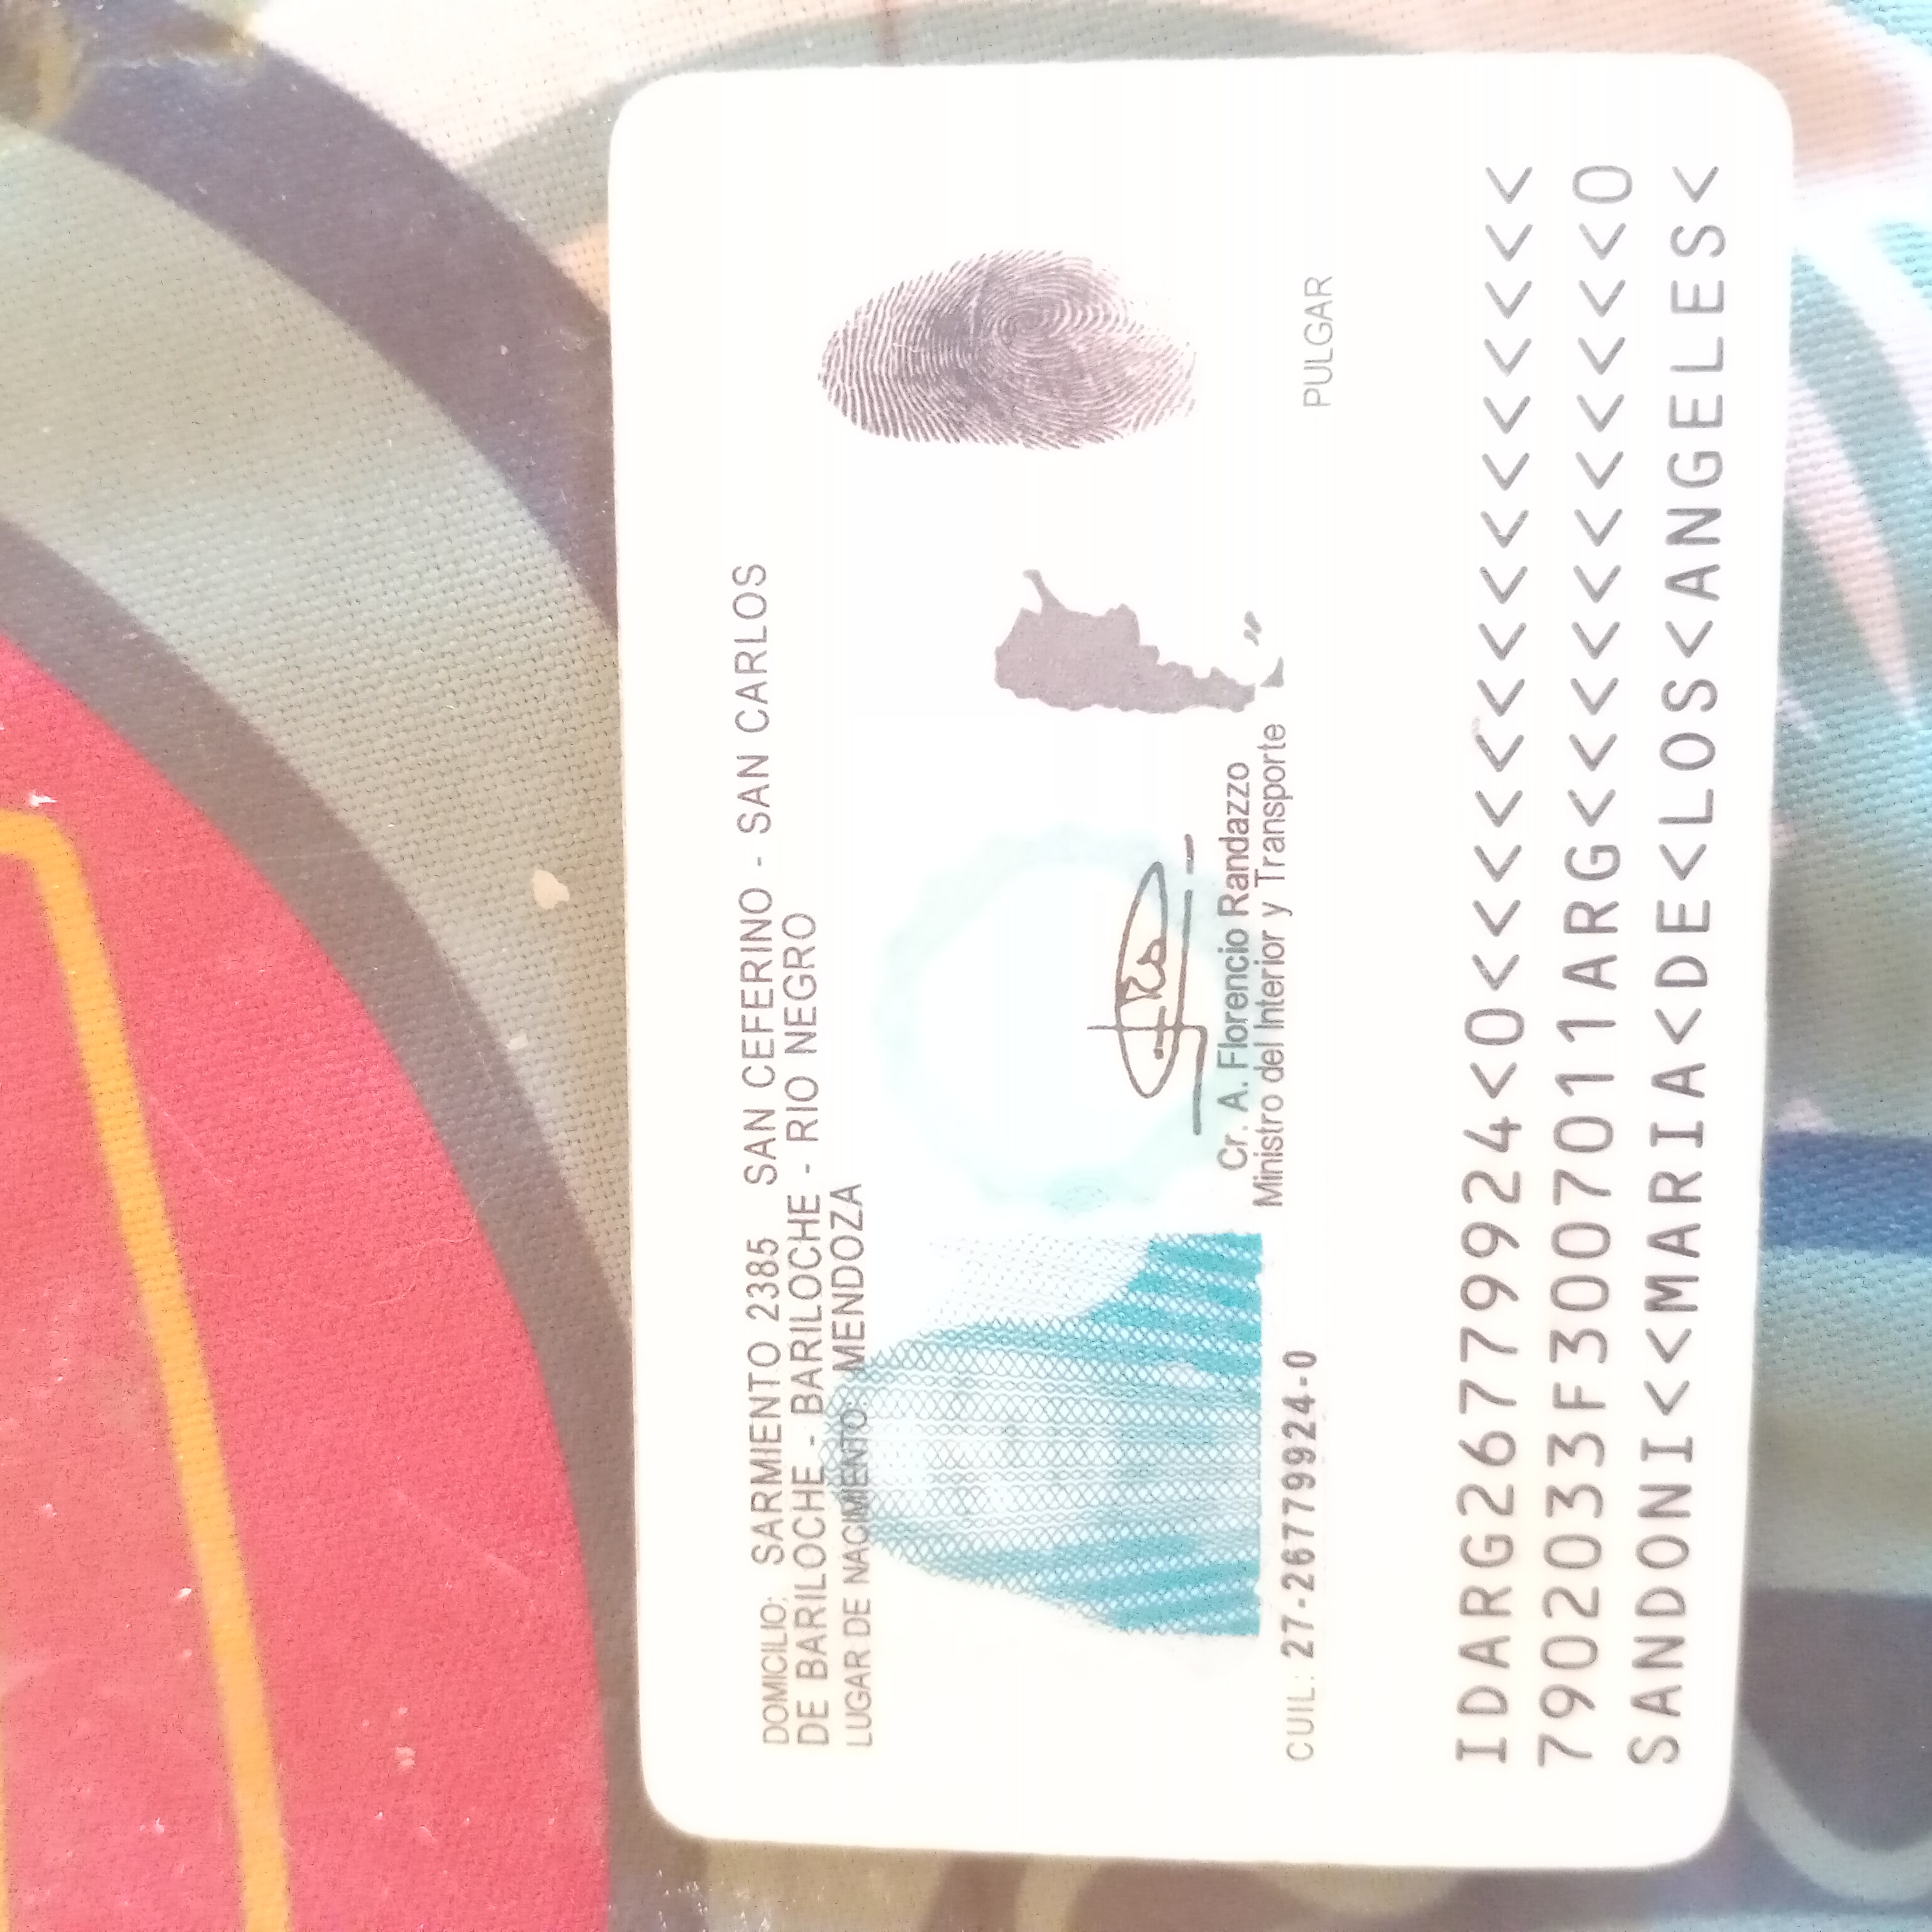 DOMICILIO: SARMIENTO 2385 SAN CEFERINO - SAN CARLOS
DE BARILOCHE - BARILOCHE - RIO NEGRO
LUGAR DE NACIMIENTO: MENDOZA
Cr. A. Florencio Randazzo
Ministro del Interior y Transporte
CUIL: 27-26779924-0
PULGAR
IDARG26779924<0<<<<<<<<<<<<<<<
7902033F3007011ARG<<<<<<<<<<<0
SANDONI<<MARIA<DE<LOS<ANGELES<